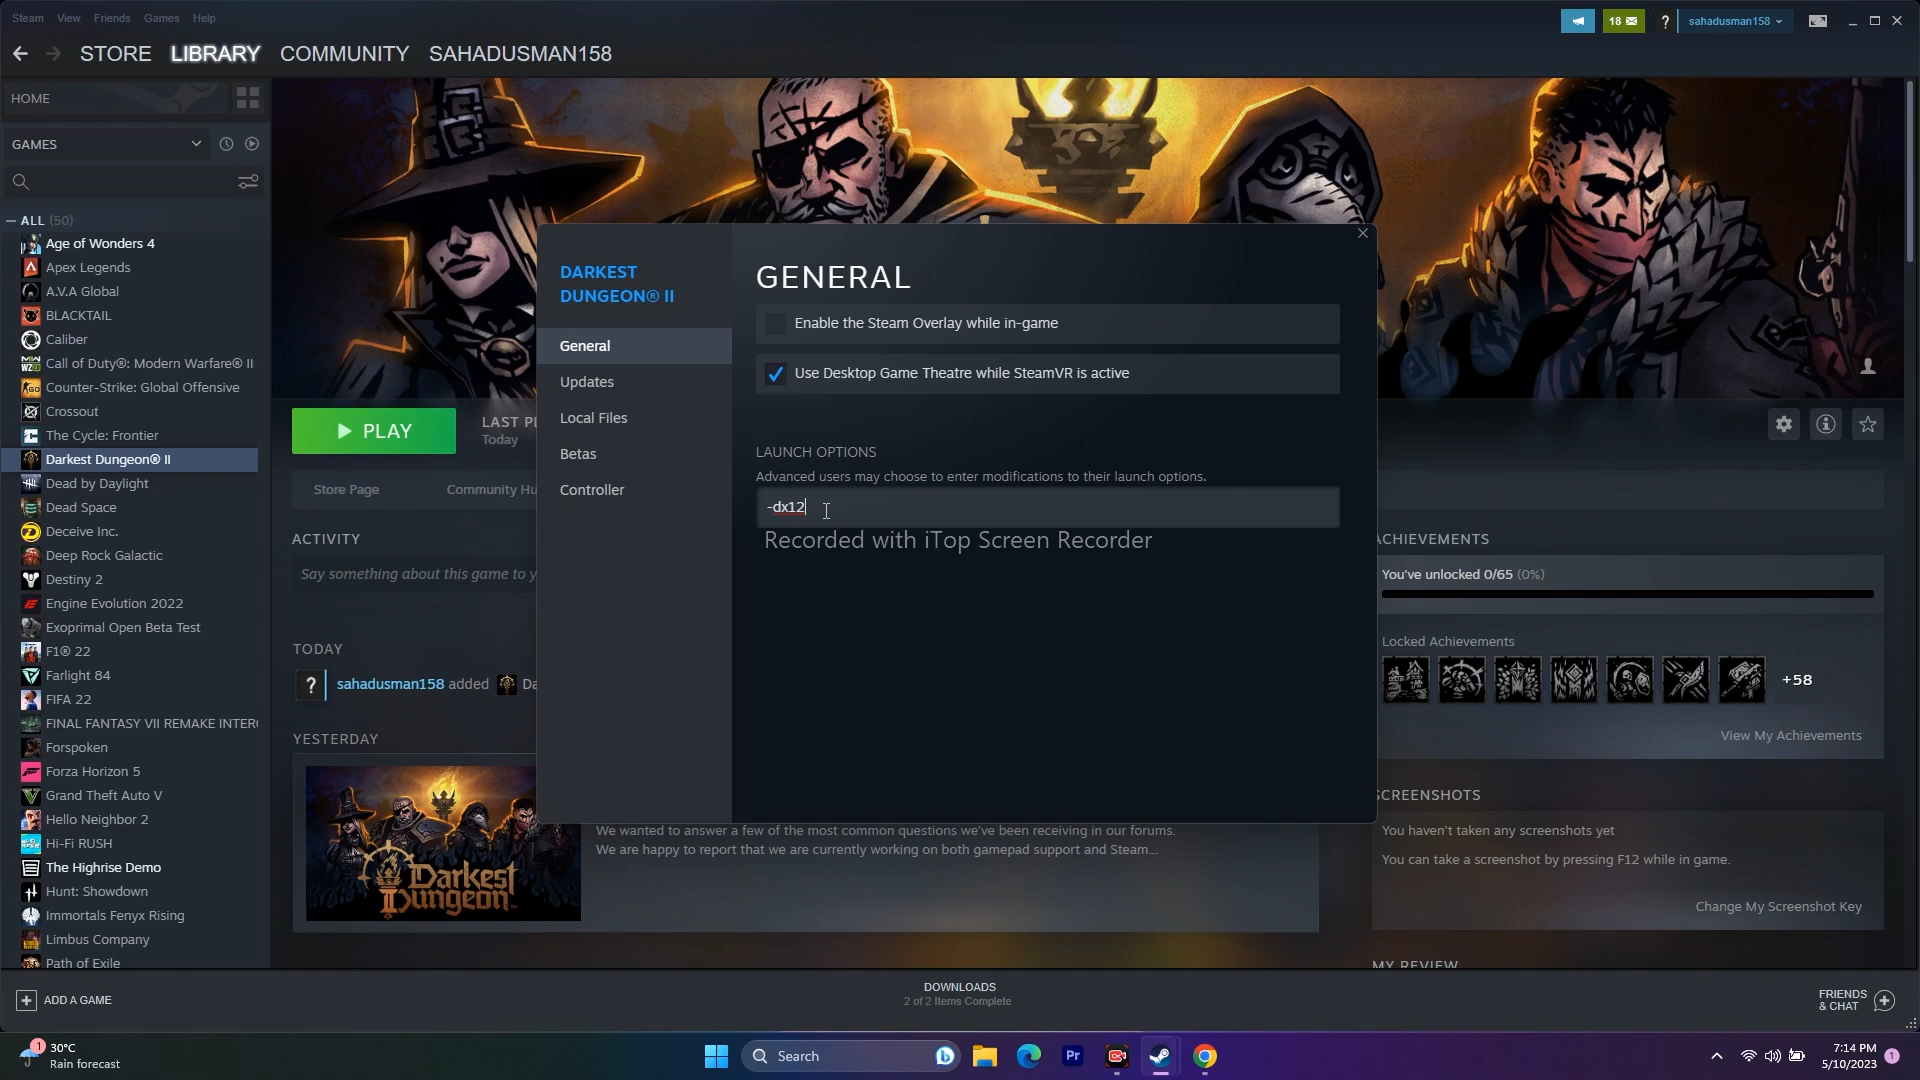 Steam View Friends Games Help
18
?
sahadusman158
STORE LIBRARY COMMUNITY SAHADUSMAN158
HOME
GAMES
ALL (50)
Age of Wonders 4
Apex Legends
A.V.A Global
BLACKTAIL
Caliber
Call of Duty®: Modern Warfare® II
Counter-Strike: Global Offensive
Crossout
The Cycle: Frontier
Darkest Dungeon® II
Dead by Daylight
Dead Space
Deceive Inc.
Deep Rock Galactic
Destiny 2
Engine Evolution 2022
Exoprimal Open Beta Test
F1® 22
Farlight 84
FIFA 22
FINAL FANTASY VII REMAKE INTER
Forspoken
Forza Horizon 5
Grand Theft Auto V
Hello Neighbor 2
Hi-Fi RUSH
The Highrise Demo
Hunt: Showdown
Immortals Fenyx Rising
Limbus Company
Path of Exile
ADD A GAME
PLAY
LAST PL
Today
Store Page Community Hu
ACTIVITY
Say something about this game to y
TODAY
? sahadusman158 added Da
YESTERDAY
Darkest
Dungeon
DARKEST
DUNGEON® II
General
Updates
Local Files
Betas
Controller
GENERAL
Enable the Steam Overlay while in-game
Use Desktop Game Theatre while SteamVR is active
LAUNCH OPTIONS
Advanced users may choose to enter modifications to their launch options.
-dx12
Recorded with iTop Screen Recorder
We wanted to answer a few of the most common questions we've been receiving in our forums.
We are happy to report that we are currently working on both gamepad support and Steam...
ACHIEVEMENTS
You've unlocked 0/65 (0%)
Locked Achievements
+58
View My Achievements
SCREENSHOTS
You haven't taken any screenshots yet
You can take a screenshot by pressing F12 while in game.
Change My Screenshot Key
MY REVIEW
DOWNLOADS
2 of 2 Items Complete
FRIENDS
& CHAT
1
30°C
Rain forecast
Search
Pr
7:14 PM
5/10/2023
1